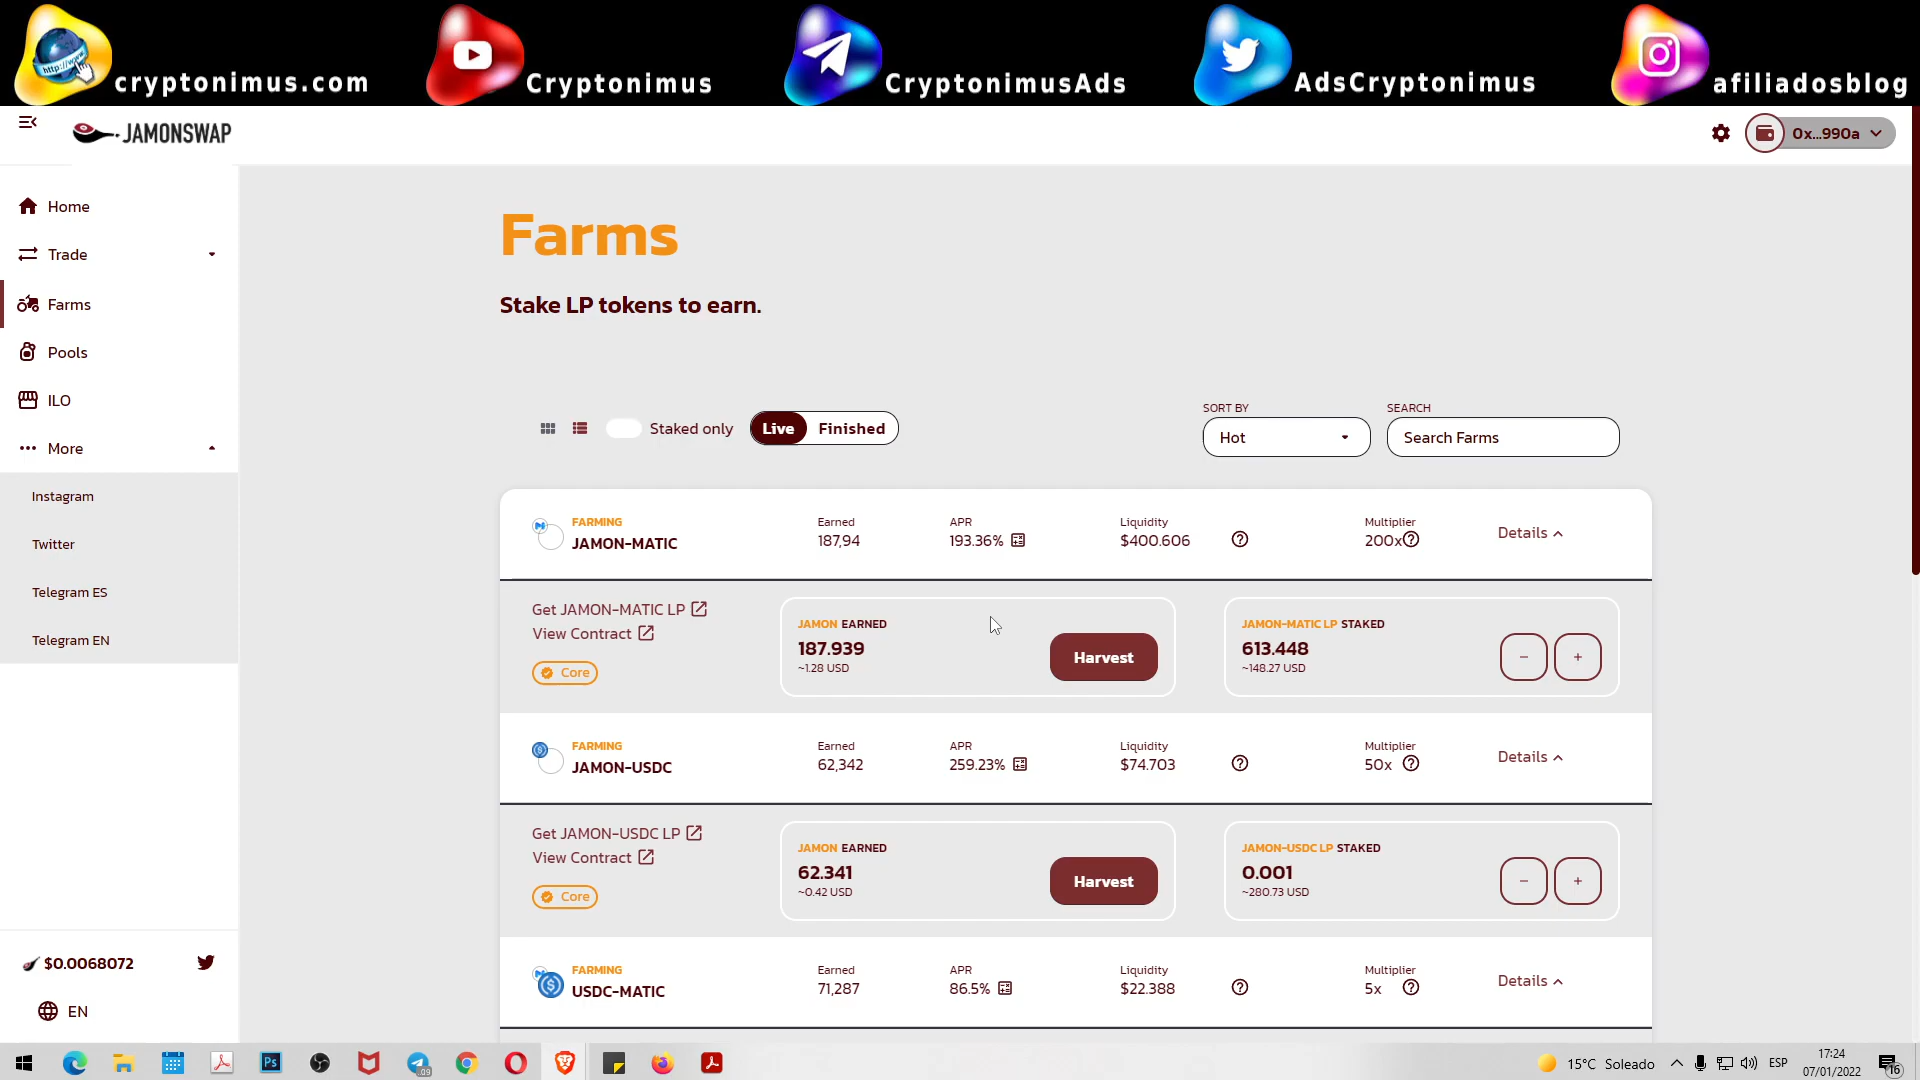 cryptonimus.com
Cryptonimus
CryptonimusAds
AdsCryptonimus
afiliadosblog
JAMONSWAP
0x...990a
Home
Trade
Farms
Pools
ILO
More
Instagram
Twitter
Telegram ES
Telegram EN
$0.0068072
EN
Farms
Stake LP tokens to earn.
Staked only
Live
Finished
SORT BY
Hot
SEARCH
Search Farms
FARMING
JAMON-MATIC
Earned
187,94
APR
193.36%
Liquidity
$400.606
Multiplier
200x
Details
Get JAMON-MATIC LP
View Contract
Core
JAMON EARNED
187.939
~1.28 USD
Harvest
JAMON-MATIC LP STAKED
613.448
~148.27 USD
FARMING
JAMON-USDC
Earned
62,342
APR
259.23%
Liquidity
$74.703
Multiplier
50x
Details
Get JAMON-USDC LP
View Contract
Core
JAMON EARNED
62.341
~0.42 USD
Harvest
JAMON-USDC LP STAKED
0.001
~280.73 USD
FARMING
USDC-MATIC
Earned
71,287
APR
86.5%
Liquidity
$22.388
Multiplier
5x
Details
15°C Soleado
ESP
17:24
07/01/2022
16